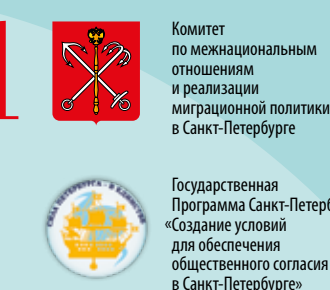 Комитет
по межнациональным
отношениям
и реализации
миграционной политики
в Санкт-Петербурге
Государственная
Программа Санкт-Петерб
«Создание условий
для обеспечения
общественного согласия
в Санкт-Петербурге»